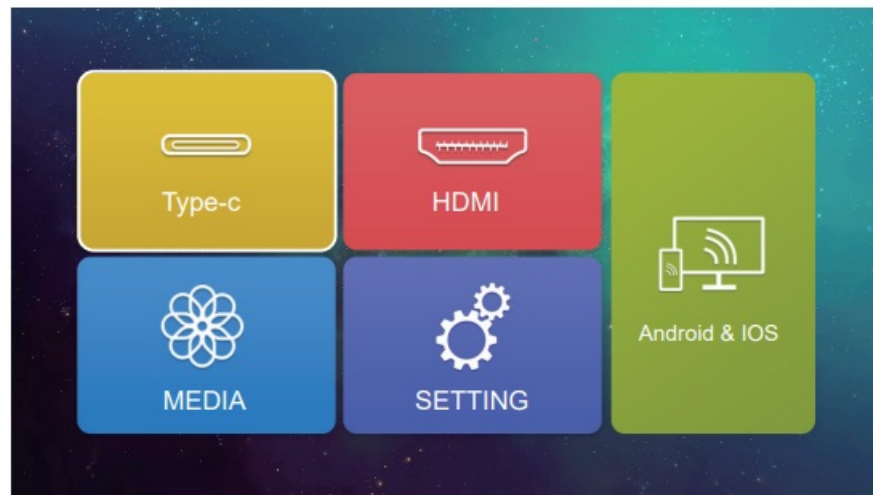 Type-c
HDMI
MEDIA
SETTING
Android & IOS